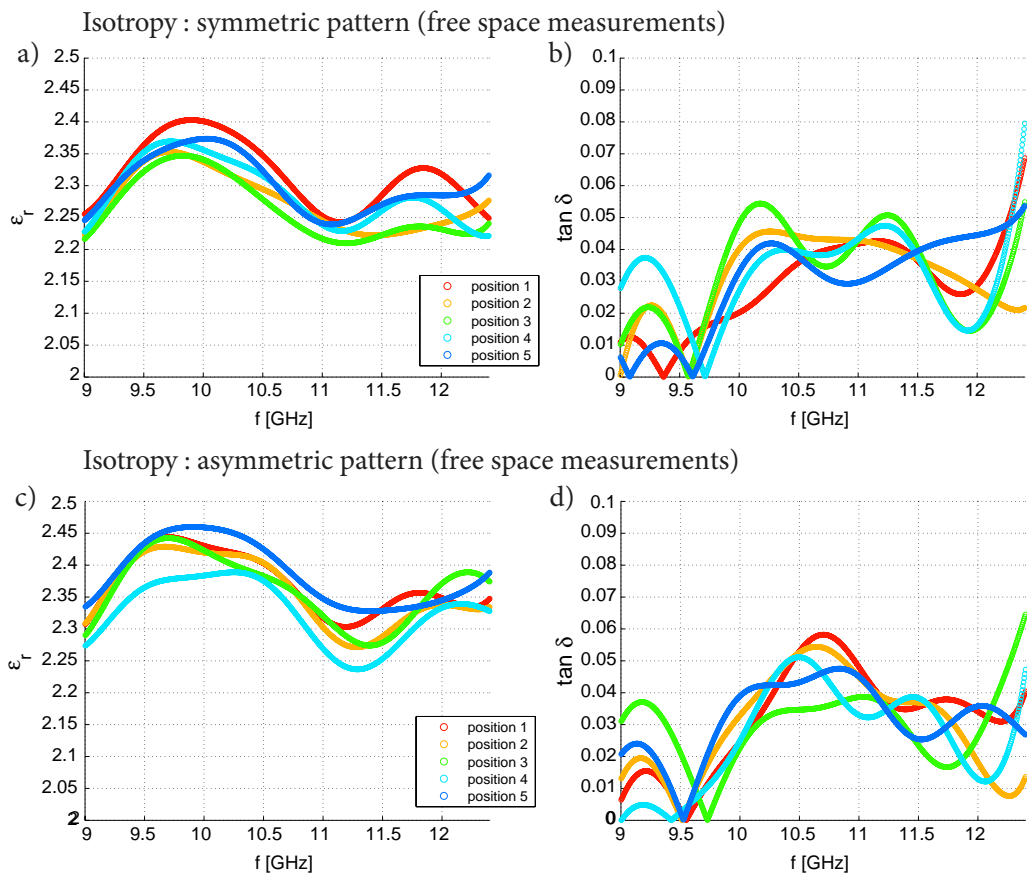 Isotropy : symmetric pattern (free space measurements)
a)
2.5
2.45
2.4
2.35
2.3
2.25
2.2
2.15
2.1
2.05
2
εr
9 9.5 10 10.5 11 11.5 12
f [GHz]
position 1
position 2
position 3
position 4
position 5
b)
0.1
0.09
0.08
0.07
0.06
0.05
0.04
0.03
0.02
0.01
0
tan δ
9 9.5 10 10.5 11 11.5 12
f [GHz]
Isotropy : asymmetric pattern (free space measurements)
c)
2.5
2.45
2.4
2.35
2.3
2.25
2.2
2.15
2.1
2.05
2
εr
9 9.5 10 10.5 11 11.5 12
f [GHz]
position 1
position 2
position 3
position 4
position 5
d)
0.1
0.09
0.08
0.07
0.06
0.05
0.04
0.03
0.02
0.01
0
tan δ
9 9.5 10 10.5 11 11.5 12
f [GHz]